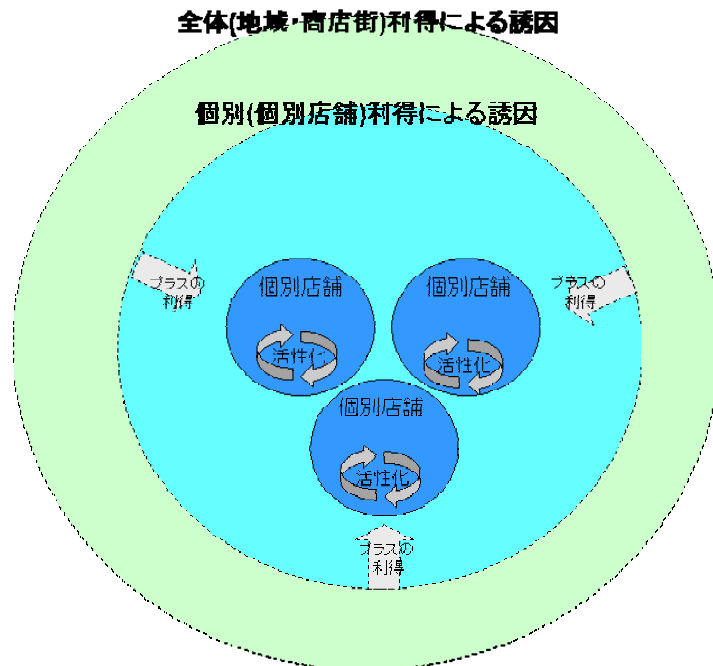 全体(地域・商店街)利得による誘因
個別(個別店舗)利得による誘因
プラスの
利得
個別店舗
活性化
個別店舗
活性化
プラスの
利得
個別店舗
活性化
プラスの
利得